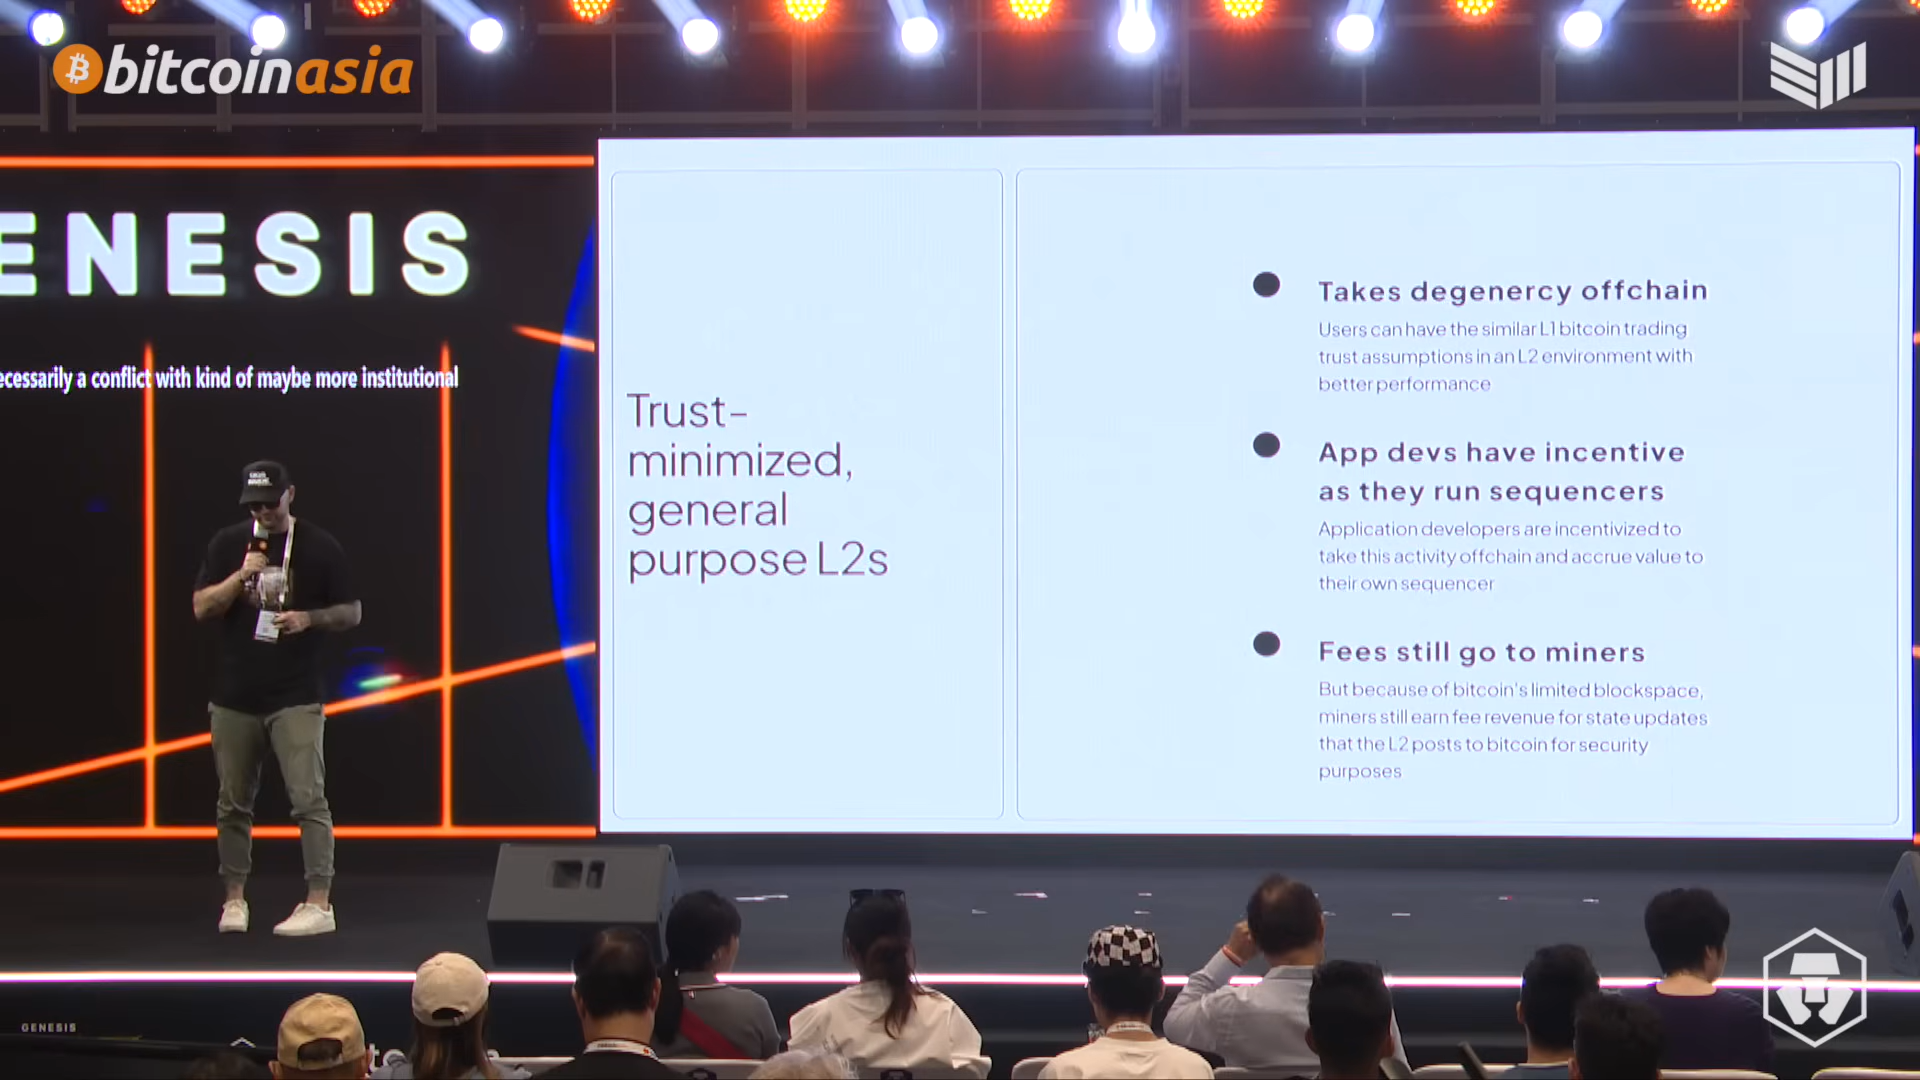 bitcoinasia
ENESIS
ecessarily a conflict with kind of maybe more institutional
Trust-
minimized,
general
purpose L2s
Takes degenercy offchain
Users can have the similar L1 bitcoin trading
trust assumptions in an L2 environment with
better performance
App devs have incentive
as they run sequencers
Application developers are incentivized to
take this activity offchain and accrue value to
their own sequencer
Fees still go to miners
But because of bitcoin's limited blockspace,
miners still earn fee revenue for state updates
that the L2 posts to bitcoin for security
purposes
GENESIS